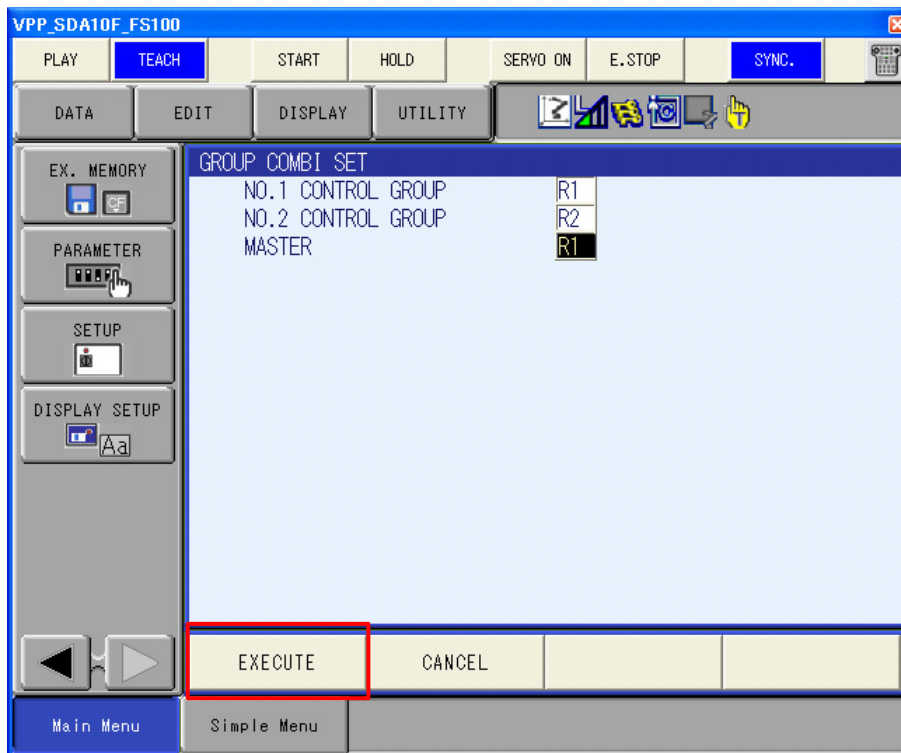 VPP_SDA10F_FS100
PLAY TEACH START HOLD SERVO ON E.STOP SYNC.
DATA EDIT DISPLAY UTILITY
EX. MEMORY
CF
PARAMETER
SETUP
DISPLAY SETUP
Aa
GROUP COMBI SET
NO.1 CONTROL GROUP R1
NO.2 CONTROL GROUP R2
MASTER R1
EXECUTE CANCEL
Main Menu Simple Menu